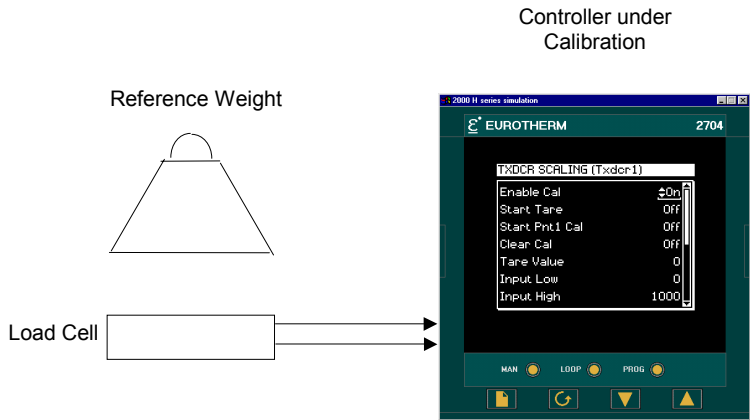 Controller under
Calibration
Reference Weight
2000 H series simulation
EUROTHERM 2704
TXDCR SCALING (Txdcr1)
Enable Cal On
Start Tare Off
Start Pnt1 Cal Off
Clear Cal Off
Tare Value 0
Input Low 0
Input High 1000
Load Cell
MAN LOOP PROG